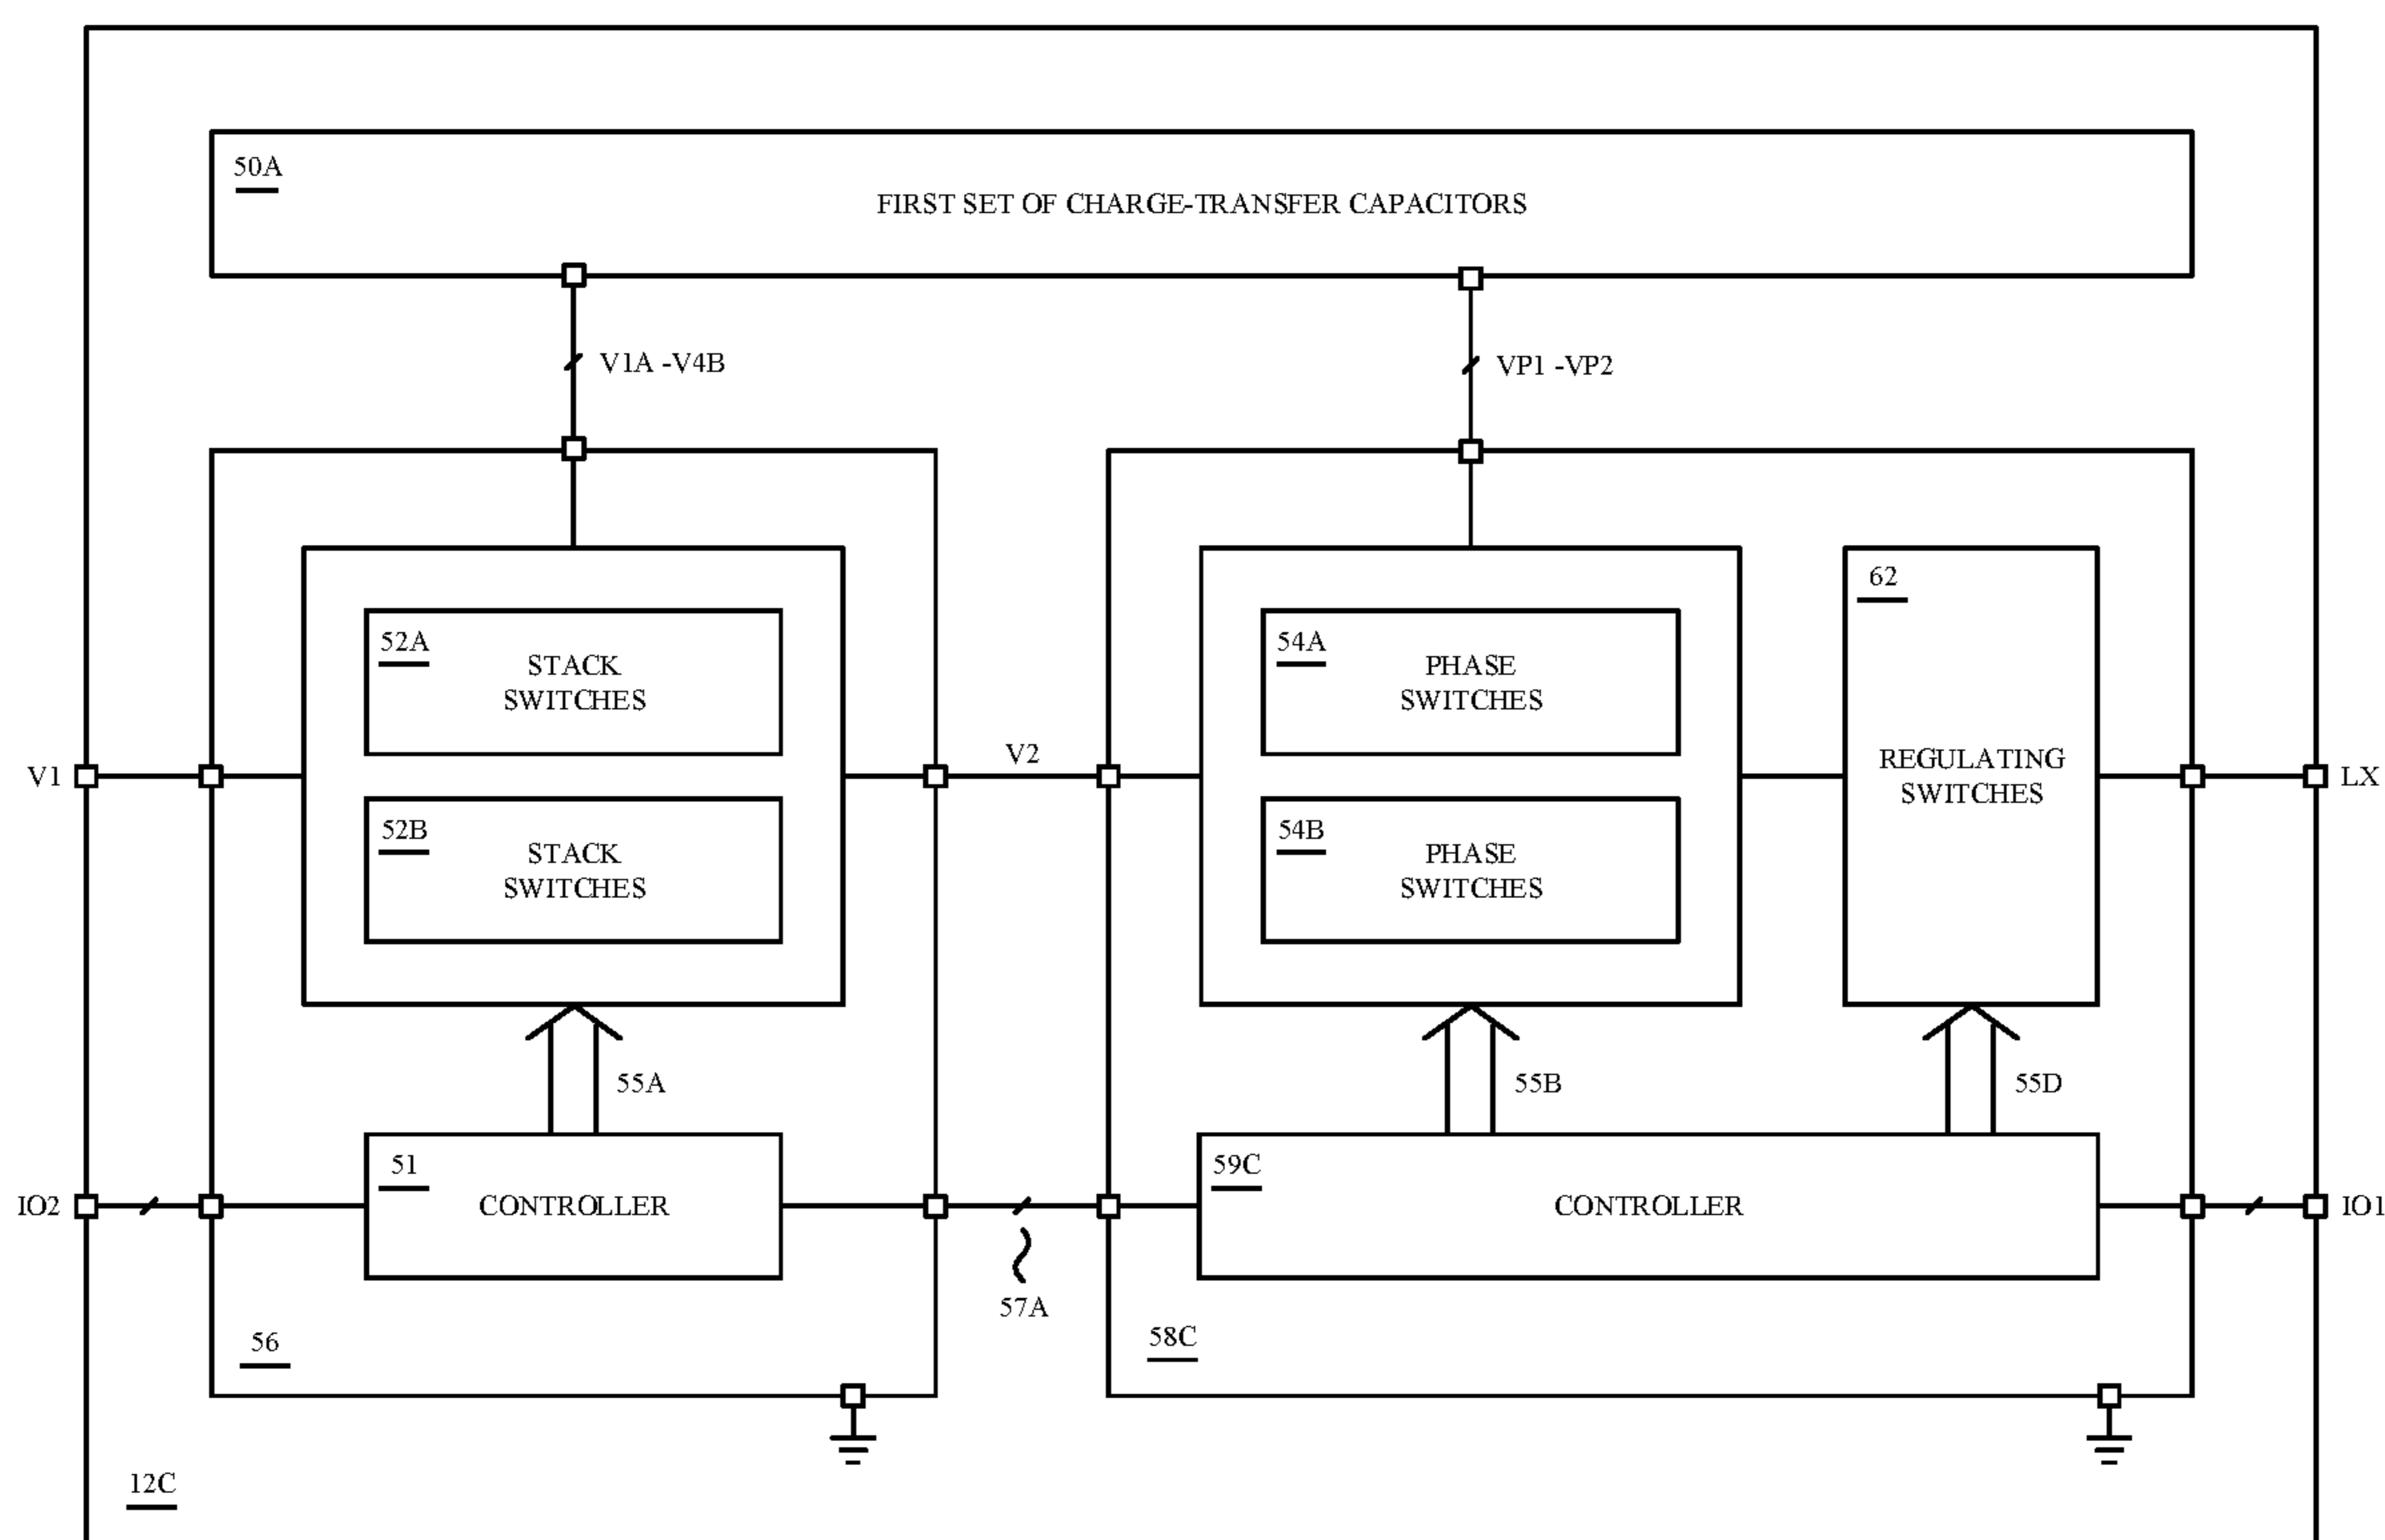 50A
FIRST SET OF CHARGE-TRANSFER CAPACITORS
V1A -V4B
VP1 -VP2
62
52A
STACK
SWITCHES
54A
PHASE
SWITCHES
REGULATING
SWITCHES
V1
V2
LX
52B
STACK
SWITCHES
54B
PHASE
SWITCHES
55A
55B
55D
51
CONTROLLER
59C
CONTROLLER
IO2
IO1
57A
56
58C
12C